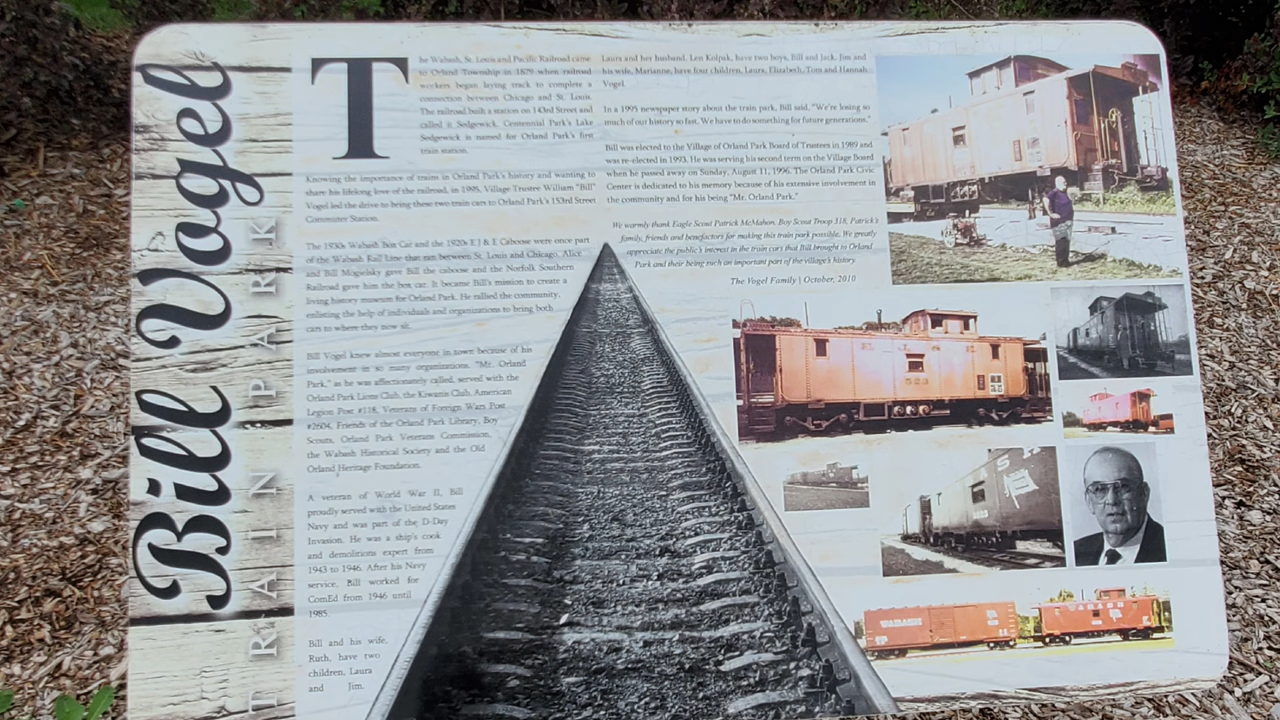 Bill Vogel
TRAIN PARK
The Wabash, St. Louis and Pacific Railroad came
to Orland Township in 1879 when railroad
workers began laying track to complete a
connection between Chicago and St. Louis.
The railroad built a station on 143rd Street and
called it Sedgewick. Centennial Park's Lake
Sedgewick is named for Orland Park's first
train station.
Knowing the importance of trains in Orland Park's history and wanting to
share his lifelong love of the railroad, in 1995, Village Trustee William "Bill"
Vogel led the drive to bring these two train cars to Orland Park's 153rd Street
Commuter Station.
The 1930s Wabash Box Car and the 1920s E J & E Caboose were once part
of the Wabash Rail Line that ran between St. Louis and Chicago. Alice
and Bill Mogielsky gave Bill the caboose and the Norfolk Southern
Railroad gave him the box car. It became Bill's mission to create a
living history museum for Orland Park. He rallied the community,
enlisting the help of individuals and organizations to bring both
cars to where they now sit.
Bill Vogel knew almost everyone in town because of his
involvement in so many organizations. "Mr. Orland
Park," as he was affectionately called, served with the
Orland Park Lions Club, the Kiwanis Club, American
Legion Post #118, Veterans of Foreign Wars Post
#2604, Friends of the Orland Park Library, Boy
Scouts, Orland Park Veterans Commission,
the Wabash Historical Society and the Old
Orland Heritage Foundation.
A veteran of World War II, Bill
proudly served with the United States
Navy and was part of the D-Day
Invasion. He was a ship's cook
and demolitions expert from
1943 to 1946. After his Navy
service, Bill worked for
ComEd from 1946 until
1985.
Bill and his wife,
Ruth, have two
children, Laura
and Jim.
Laura and her husband, Len Kulpak, have two boys, Bill and Jack. Jim and
his wife, Marianne, have four children, Laura, Elizabeth, Tom and Hannah
Vogel.
In a 1995 newspaper story about the train park, Bill said, "We're losing so
much of our history so fast. We have to do something for future generations."
Bill was elected to the Village of Orland Park Board of Trustees in 1989 and
was re-elected in 1993. He was serving his second term on the Village Board
when he passed away on Sunday, August 11, 1996. The Orland Park Civic
Center is dedicated to his memory because of his extensive involvement in
the community and for his being "Mr. Orland Park."
We warmly thank Eagle Scout Patrick McMahon, Boy Scout Troop 318, Patrick's
family, friends and benefactors for making this train park possible. We greatly
appreciate the public's interest in the train cars that Bill brought to Orland
Park and their being such an important part of the village's history.
The Vogel Family | October, 2010
E J & E
523
WABASH
WABASH